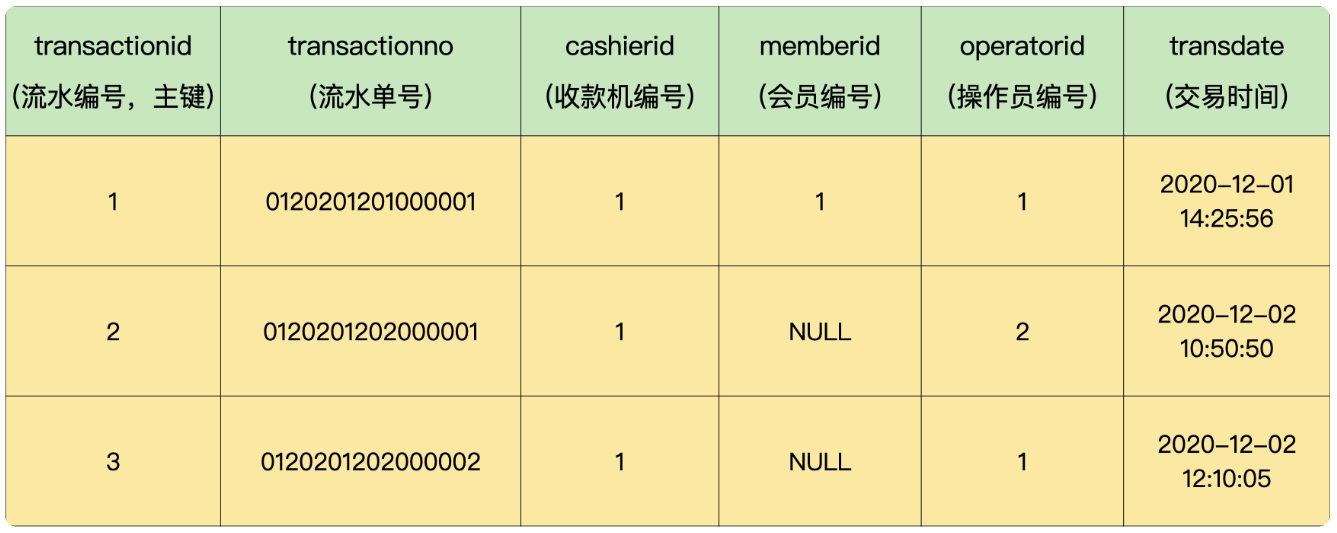 transactionid transactionno cashierid memberid operatorid transdate
(流水编号，主键) (流水单号) (收款机编号) (会员编号) (操作员编号) (交易时间)
1 0120201201000001 1 1 1 2020-12-01
14:25:56
2 0120201202000001 1 NULL 2 2020-12-02
10:50:50
3 0120201202000002 1 NULL 1 2020-12-02
12:10:05